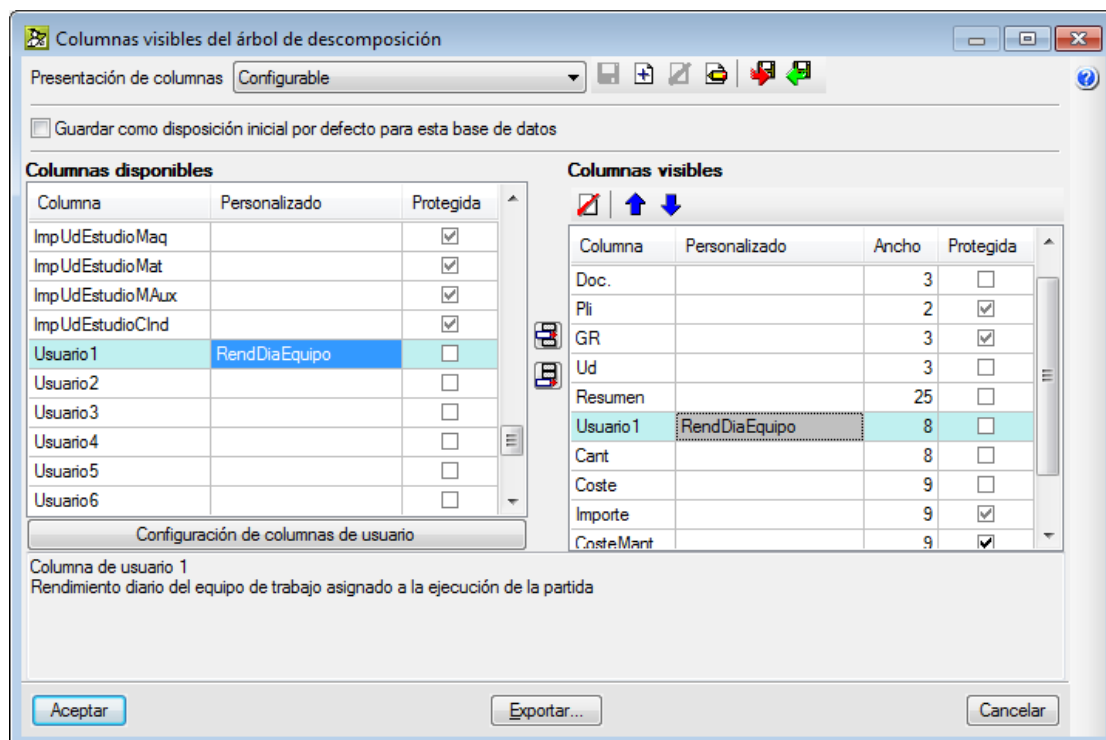 Columnas visibles del árbol de descomposición
Presentación de columnas Configurable
Guardar como disposición inicial por defecto para esta base de datos
Columnas disponibles
Columna Personalizado Protegida
ImpUdEstudioMaq
ImpUdEstudioMat
ImpUdEstudioMAux
ImpUdEstudioCInd
Usuario1 RendDiaEquipo
Usuario2
Usuario3
Usuario4
Usuario5
Usuario6
Configuración de columnas de usuario
Columnas visibles
Columna Personalizado Ancho Protegida
Doc. 3
Pli 2
GR 3
Ud 3
Resumen 25
Usuario1 RendDiaEquipo 8
Cant 8
Coste 9
Importe 9
CosteMant 9
Columna de usuario 1
Rendimiento diario del equipo de trabajo asignado a la ejecución de la partida
Aceptar Exportar... Cancelar